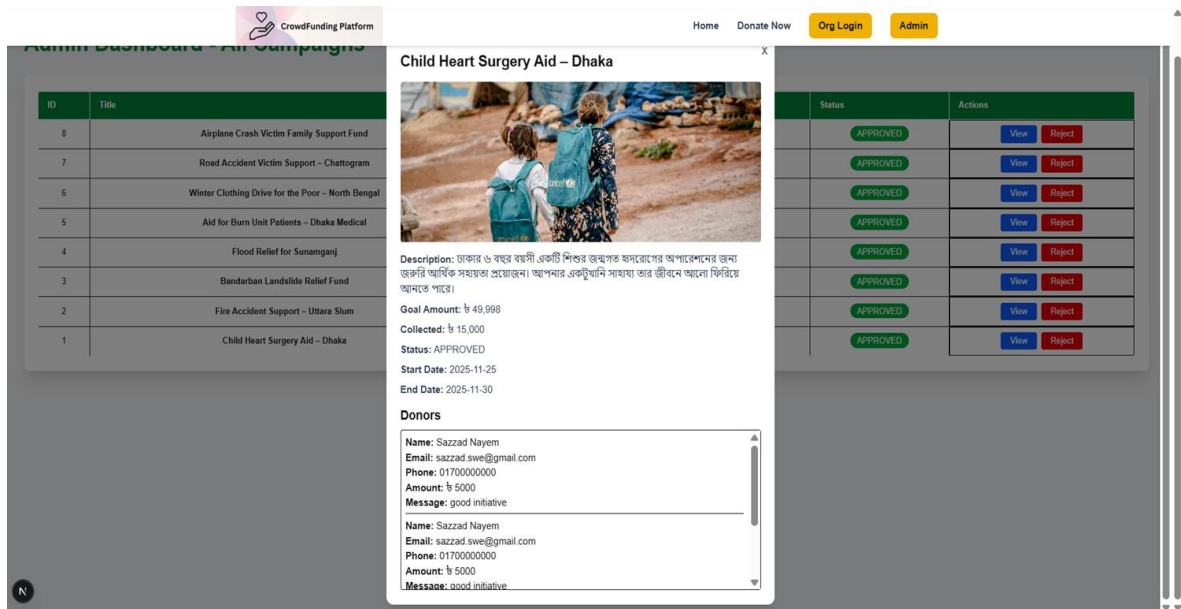 CrowdFunding Platform
Home Donate Now Org Login Admin
Admin Dashboard - All Campaigns
ID Title Status Actions
8 Airplane Crash Victim Family Support Fund APPROVED View Reject
7 Road Accident Victim Support – Chattogram APPROVED View Reject
6 Winter Clothing Drive for the Poor – North Bengal APPROVED View Reject
5 Aid for Burn Unit Patients – Dhaka Medical APPROVED View Reject
4 Flood Relief for Sunamganj APPROVED View Reject
3 Bandarban Landslide Relief Fund APPROVED View Reject
2 Fire Accident Support – Uttara Slum APPROVED View Reject
1 Child Heart Surgery Aid – Dhaka APPROVED View Reject
X
Child Heart Surgery Aid – Dhaka
unicef
unicef
Description: ঢাকার ৬ বছর বয়সী একটি শিশুর জন্মগত হৃদরোগের অপারেশনের জন্য
জরুরি আর্থিক সহায়তা প্রয়োজন। আপনার একটুখানি সাহায্য তার জীবনে আলো ফিরিয়ে
আনতে পারে।
Goal Amount: ৳ 49,998
Collected: ৳ 15,000
Status: APPROVED
Start Date: 2025-11-25
End Date: 2025-11-30
Donors
Name: Sazzad Nayem
Email: sazzad.swe@gmail.com
Phone: 01700000000
Amount: ৳ 5000
Message: good initiative
Name: Sazzad Nayem
Email: sazzad.swe@gmail.com
Phone: 01700000000
Amount: ৳ 5000
Message: good initiative
N